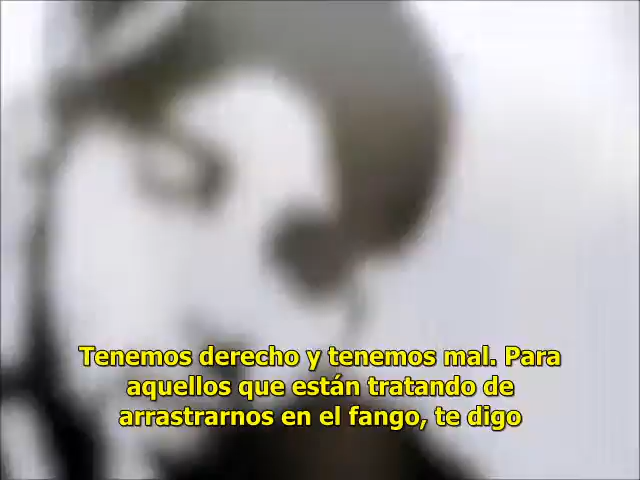 Tenemos derecho y tenemos mal. Para
aquellos que están tratando de
arrastrarnos en el fango, te digo